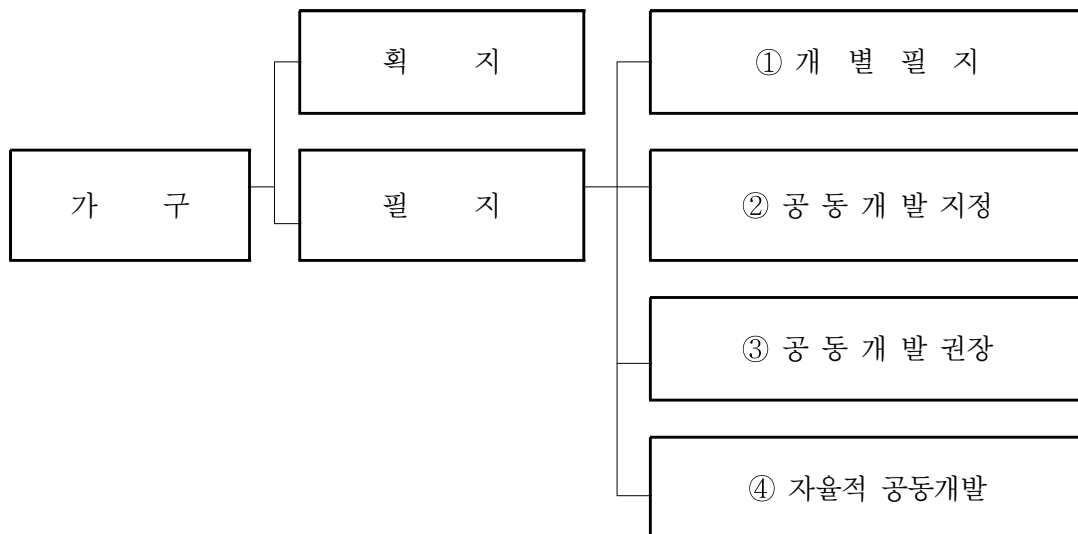 획 지
① 개 별 필 지
가 구
필 지
② 공 동 개 발 지정
③ 공 동 개 발 권장
④ 자율적 공동개발